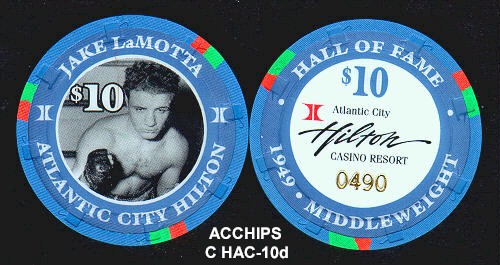 JAKE LaMOTTA
$10
ATLANTIC CITY HILTON
HALL OF FAME
$10
Atlantic City
Hilton
CASINO RESORT
0490
1949 • MIDDLEWEIGHT
ACCHIPS
C HAC-10d